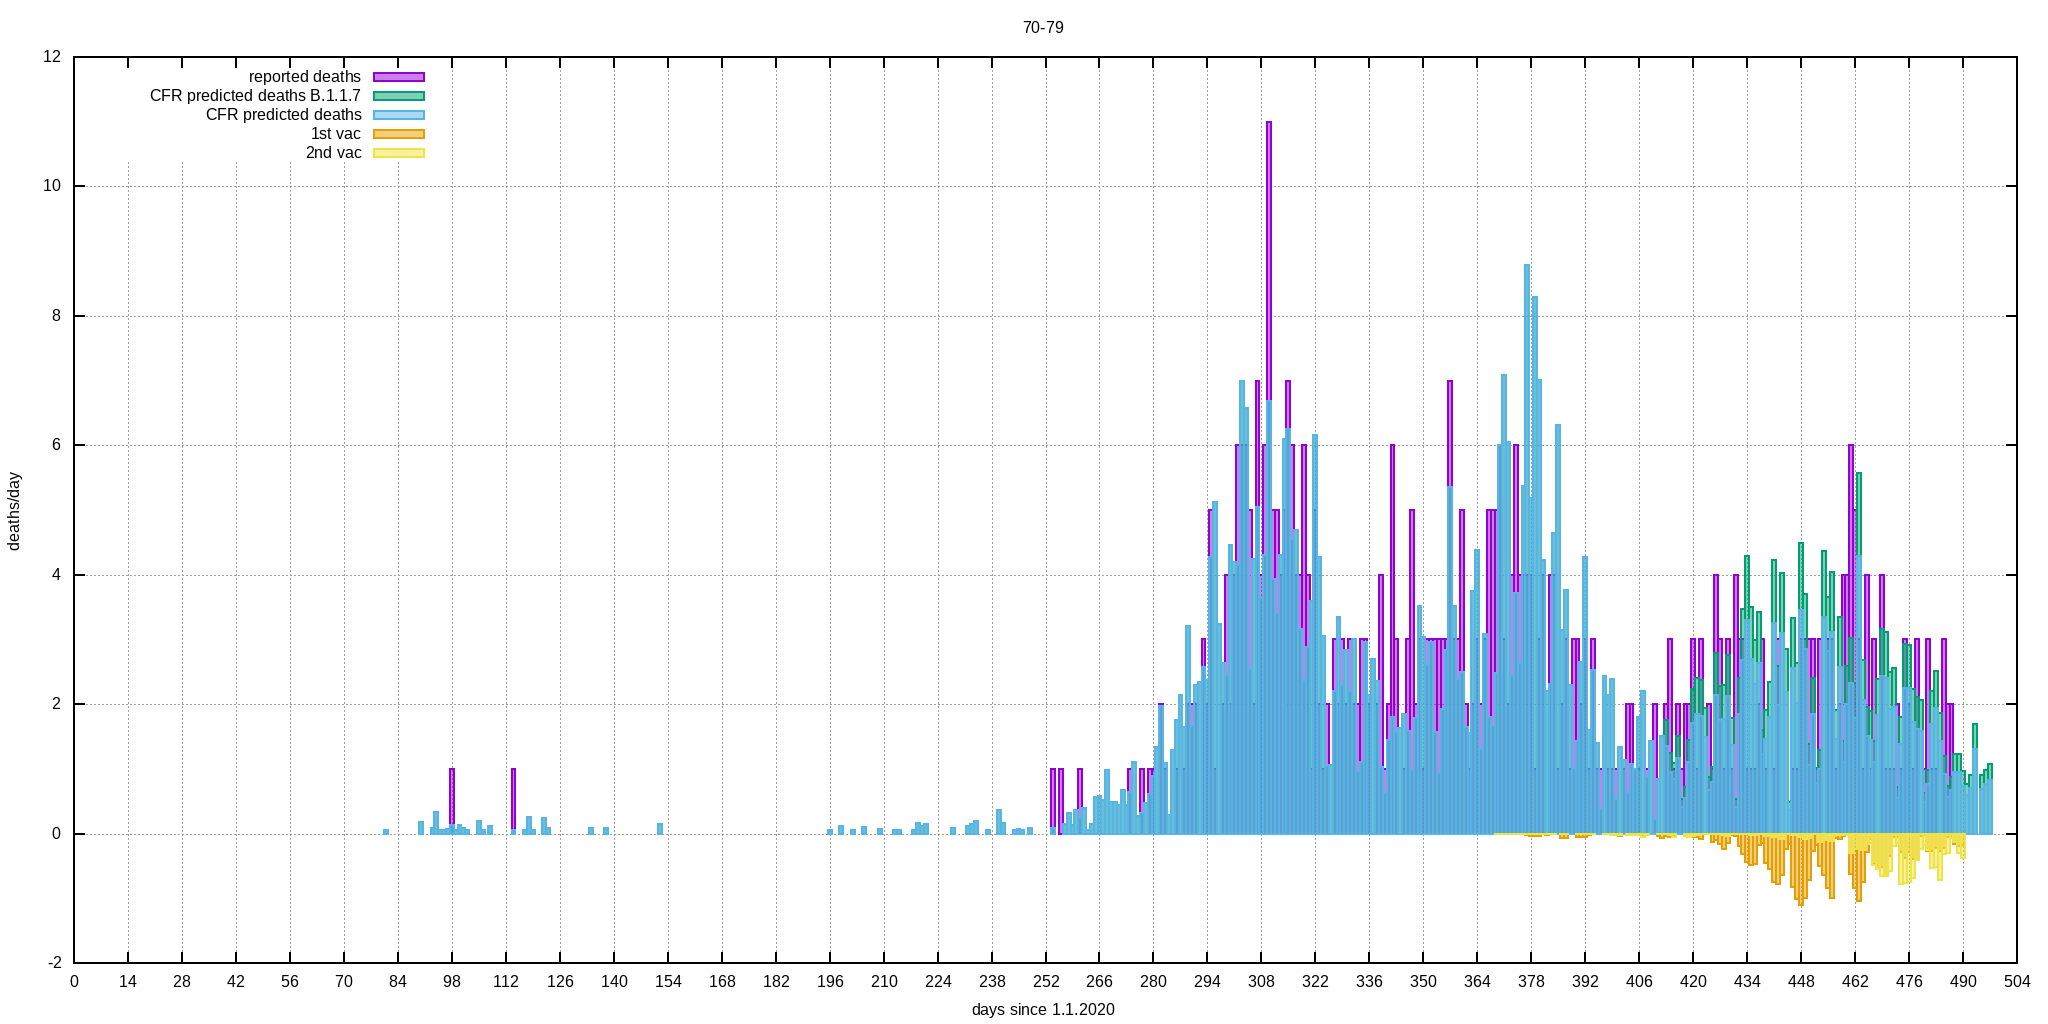 70-79
12
reported deaths
CFR predicted deaths B.1.1.7
CFR predicted deaths
1st vac
2nd vac
10
8
6
4
2
0
-2
deaths/day
0 14 28 42 56 70 84 98 112 126 140 154 168 182 196 210 224 238 252 266 280 294 308 322 336 350 364 378 392 406 420 434 448 462 476 490 504
days since 1.1.2020